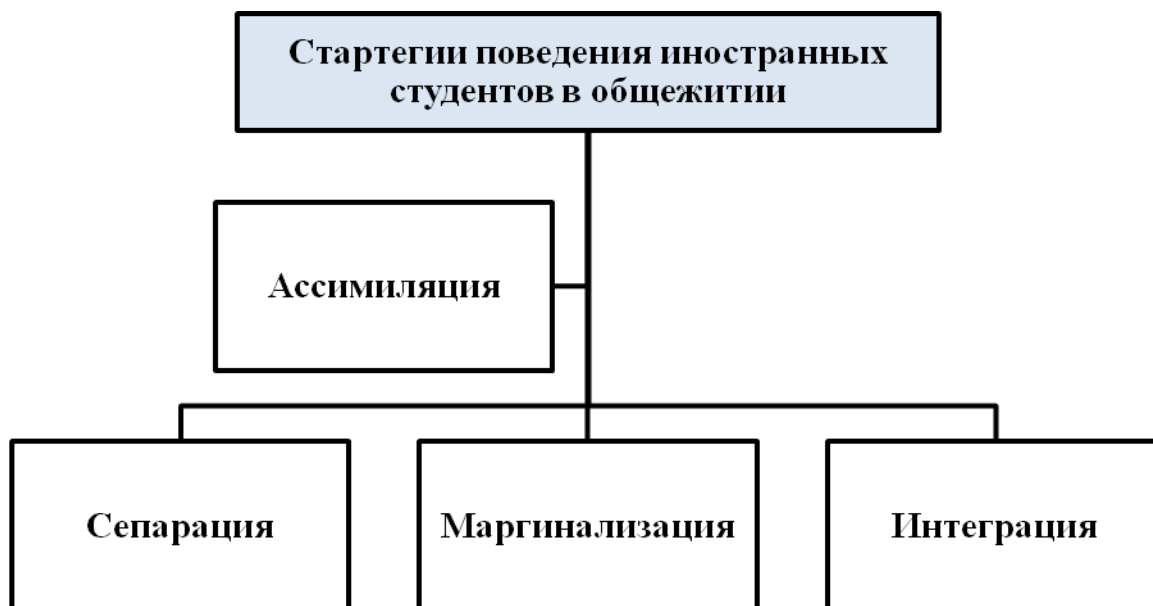 Стартегии поведения иностранных
студентов в общежитии
Ассимиляция
Сепарация
Маргинализация
Интеграция